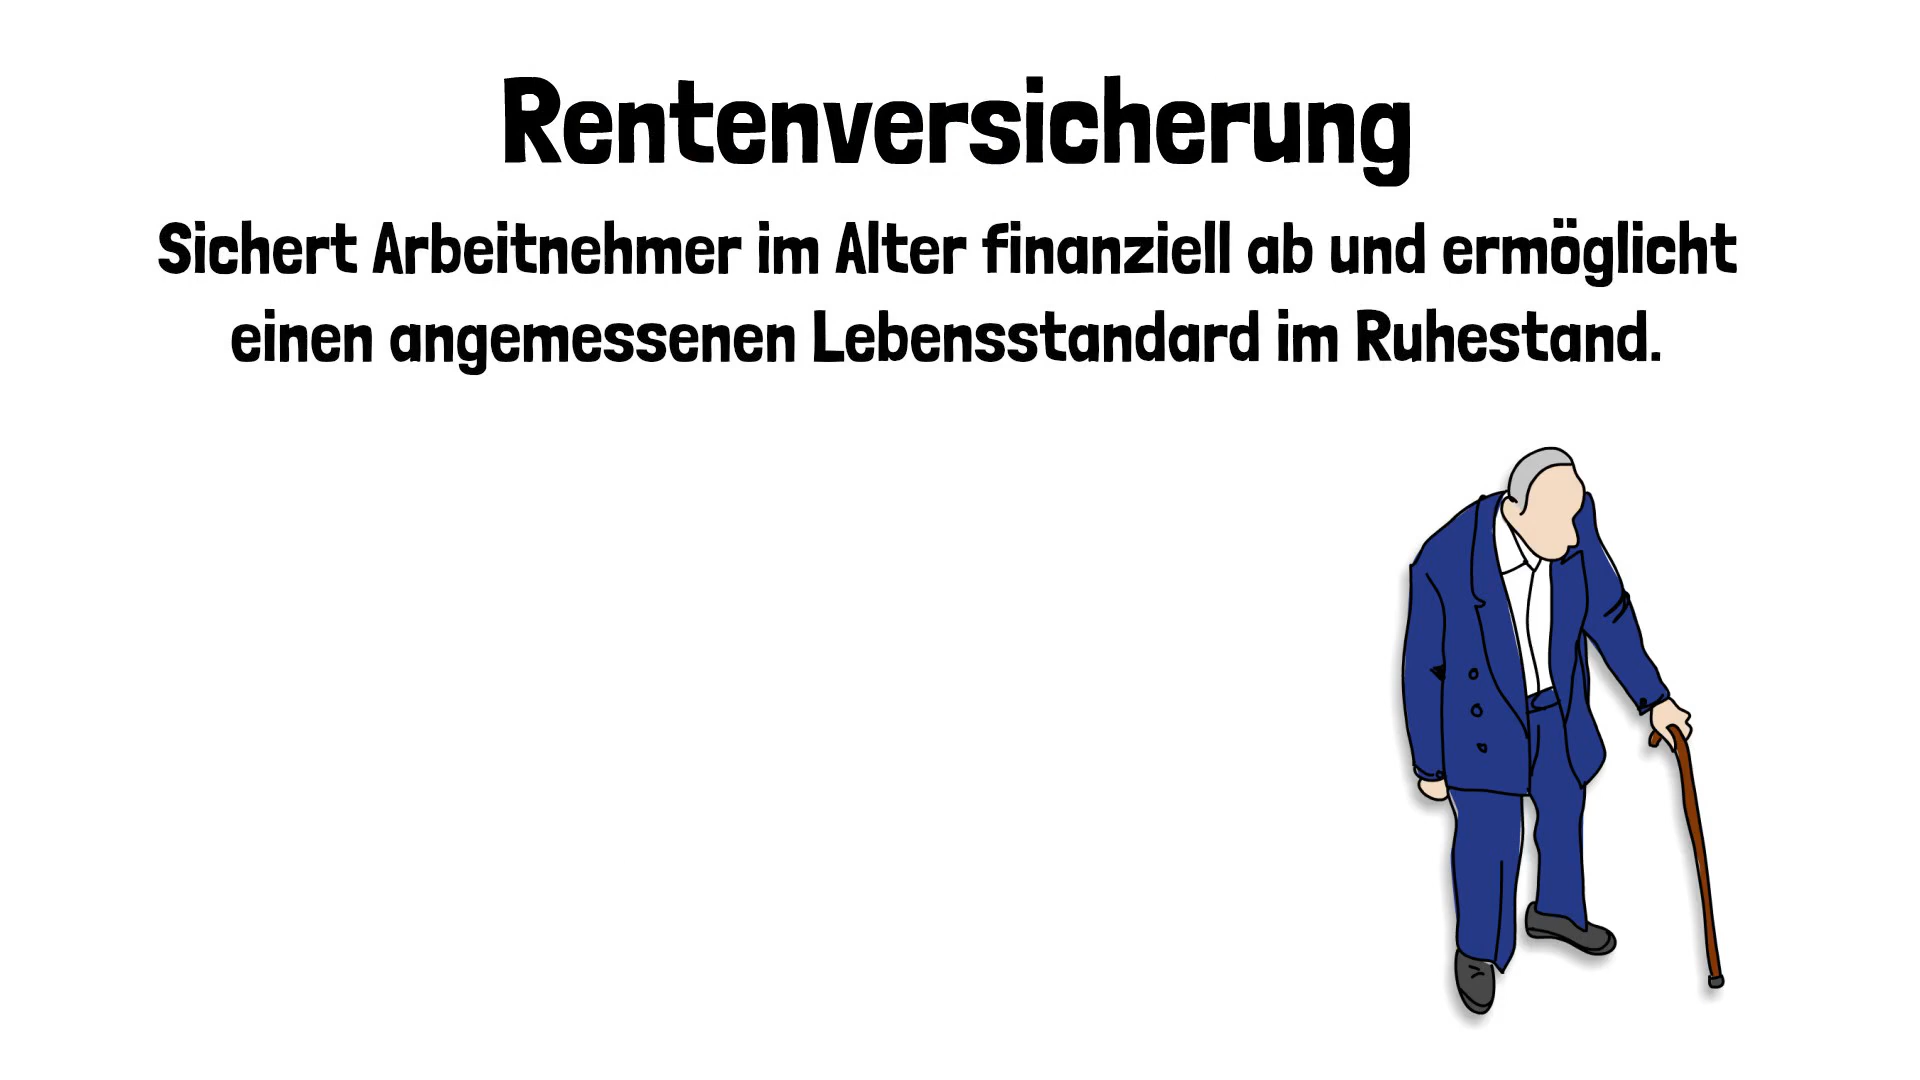 Rentenversicherung
Sichert Arbeitnehmer im Alter finanziell ab und ermöglicht
einen angemessenen Lebensstandard im Ruhestand.